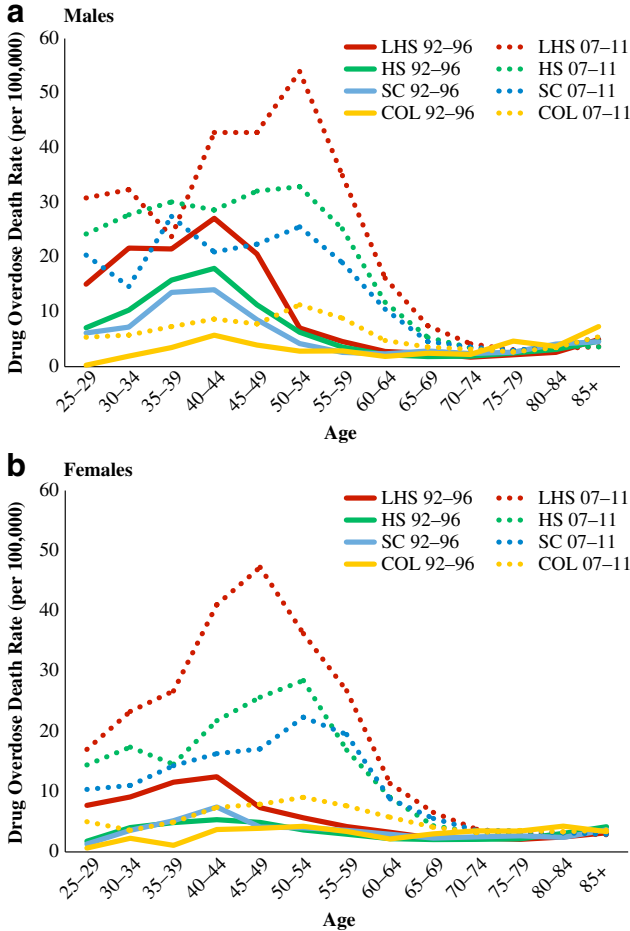 a Males
Drug Overdose Death Rate (per 100,000)
60
50
40
30
20
10
0
LHS 92–96 LHS 07–11
HS 92–96 HS 07–11
SC 92–96 SC 07–11
COL 92–96 COL 07–11
25–29 30–34 35–39 40–44 45–49 50–54 55–59 60–64 65–69 70–74 75–79 80–84 85+
Age
b Females
Drug Overdose Death Rate (per 100,000)
60
50
40
30
20
10
0
LHS 92–96 LHS 07–11
HS 92–96 HS 07–11
SC 92–96 SC 07–11
COL 92–96 COL 07–11
25–29 30–34 35–39 40–44 45–49 50–54 55–59 60–64 65–69 70–74 75–79 80–84 85+
Age